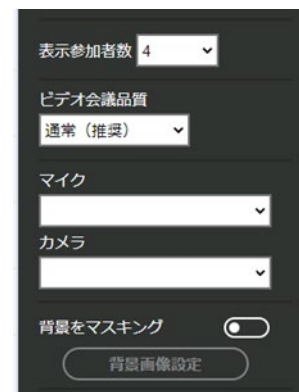 表示参加者数 4
ビデオ会議品質
通常（推奨）
マイク
カメラ
背景をマスキング
背景画像設定